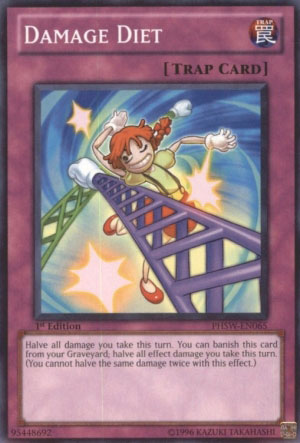 DAMAGE DIET
TRAP
罠
[TRAP CARD]
1st Edition
PHSW-EN065
Halve all damage you take this turn. You can banish this card
from your Graveyard; halve all effect damage you take this turn.
(You cannot halve the same damage twice with this effect.)
95448692
©1996 KAZUKI TAKAHASHI